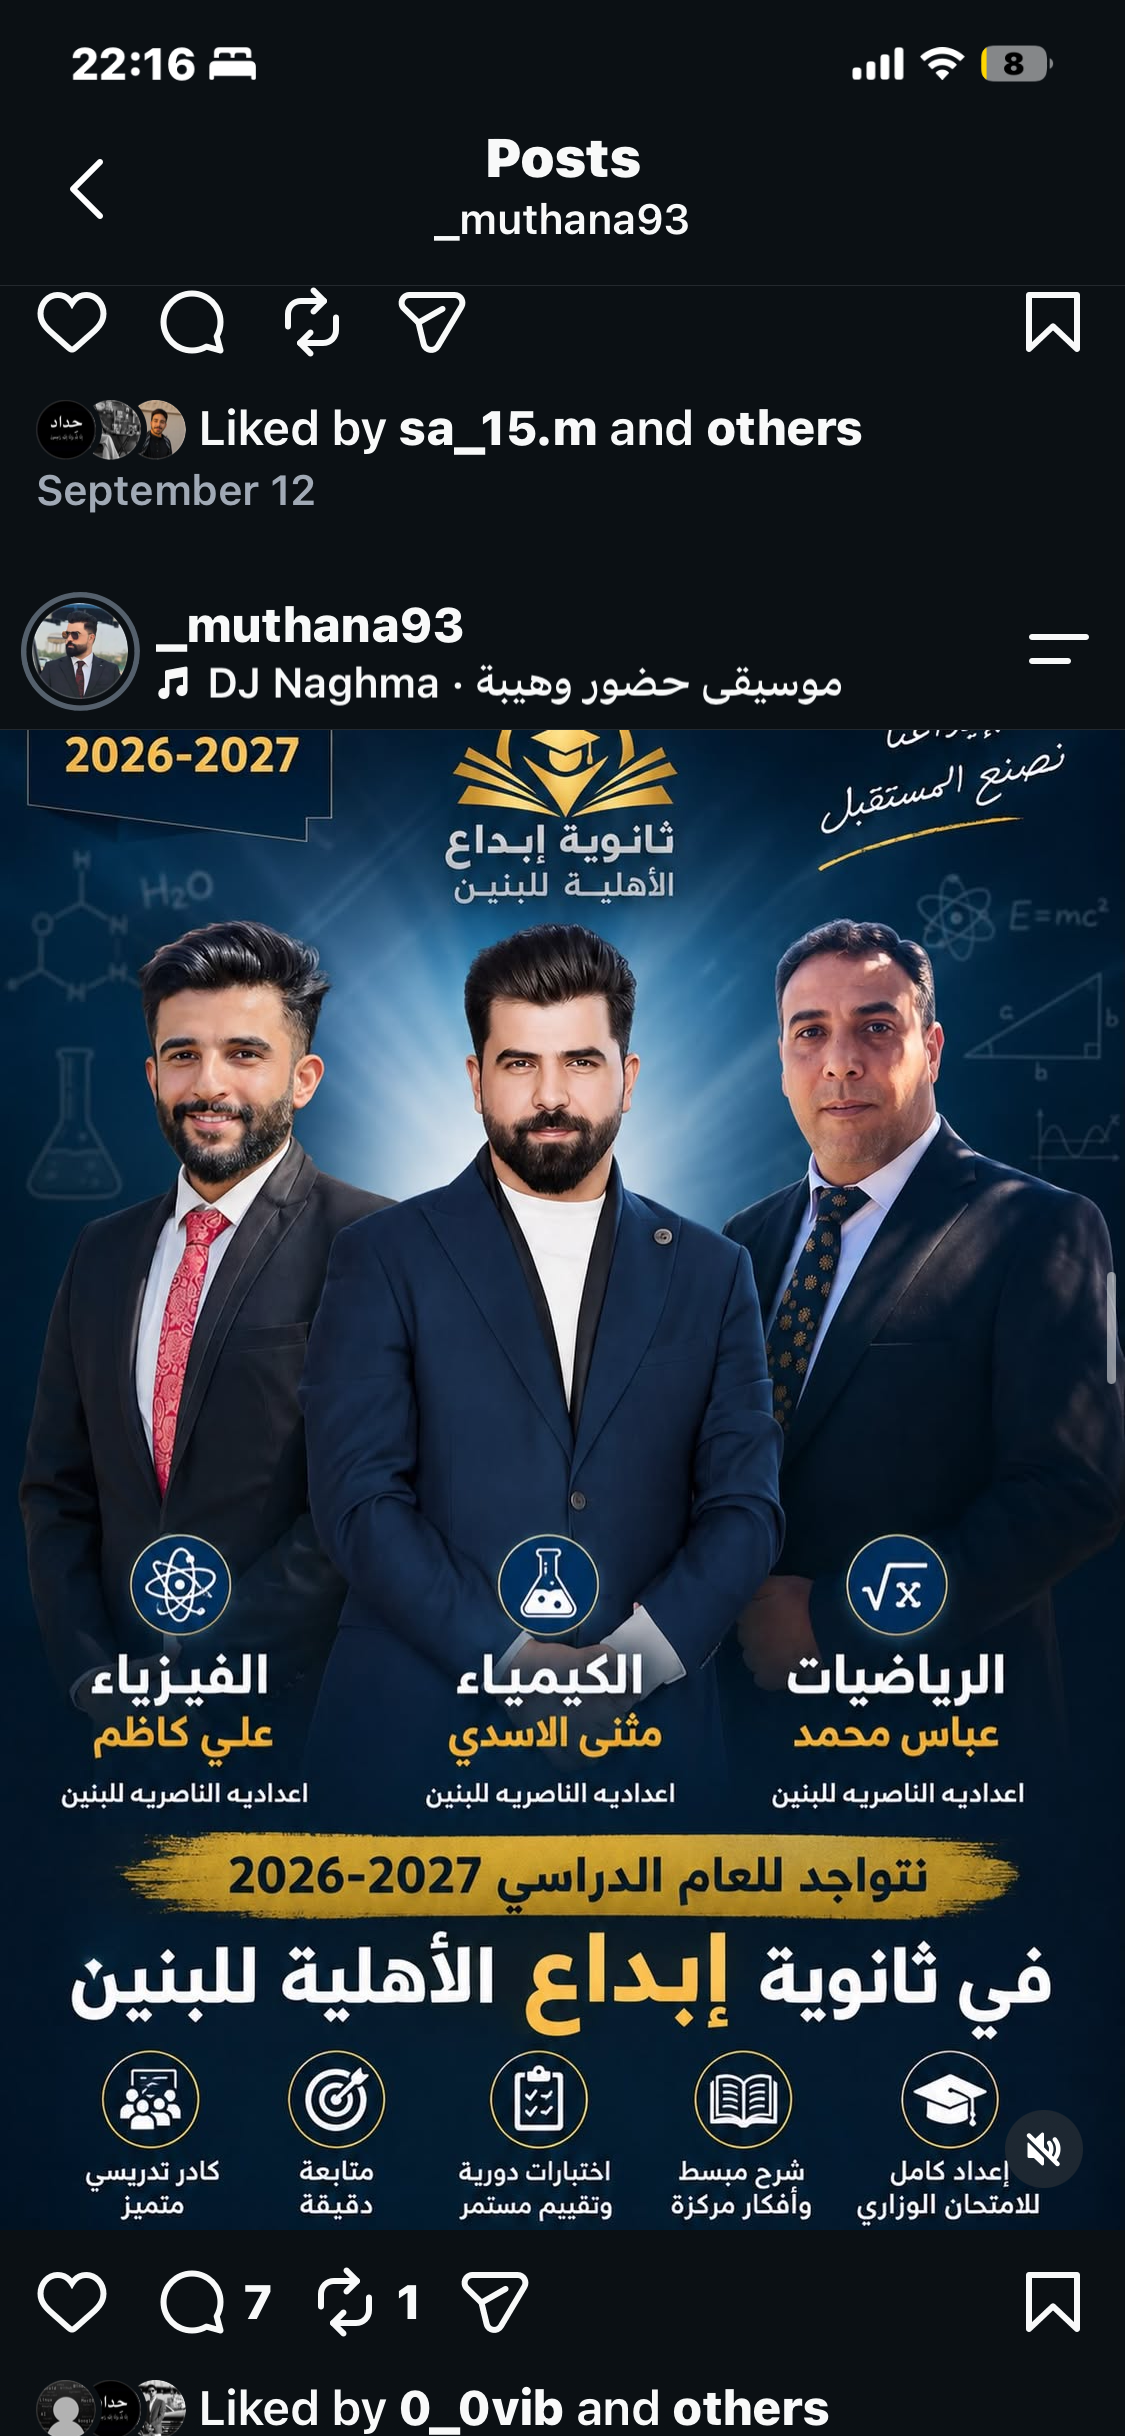 22:16
8
Posts
_muthana93
حداد
Liked by sa_15.m and others
September 12
_muthana93
DJ Naghma · موسيقى حضور وهيبة
2026-2027
نصنع المستقبل
ثانوية إبداع
الأهلية للبنين
H₂O
H
O
N
H
N
E=mc²
c
b
b
x
√x
الرياضيات
عباس محمد
اعداديه الناصريه للبنين
الكيمياء
مثنى الاسدي
اعداديه الناصريه للبنين
الفيزياء
علي كاظم
اعداديه الناصريه للبنين
نتواجد للعام الدراسي 2027-2026
في ثانوية إبداع الأهلية للبنين
إعداد كامل
للامتحان الوزاري
شرح مبسط
وأفكار مركزة
اختبارات دورية
وتقييم مستمر
متابعة
دقيقة
كادر تدريسي
متميز
7
1
Liked by 0_0vib and others